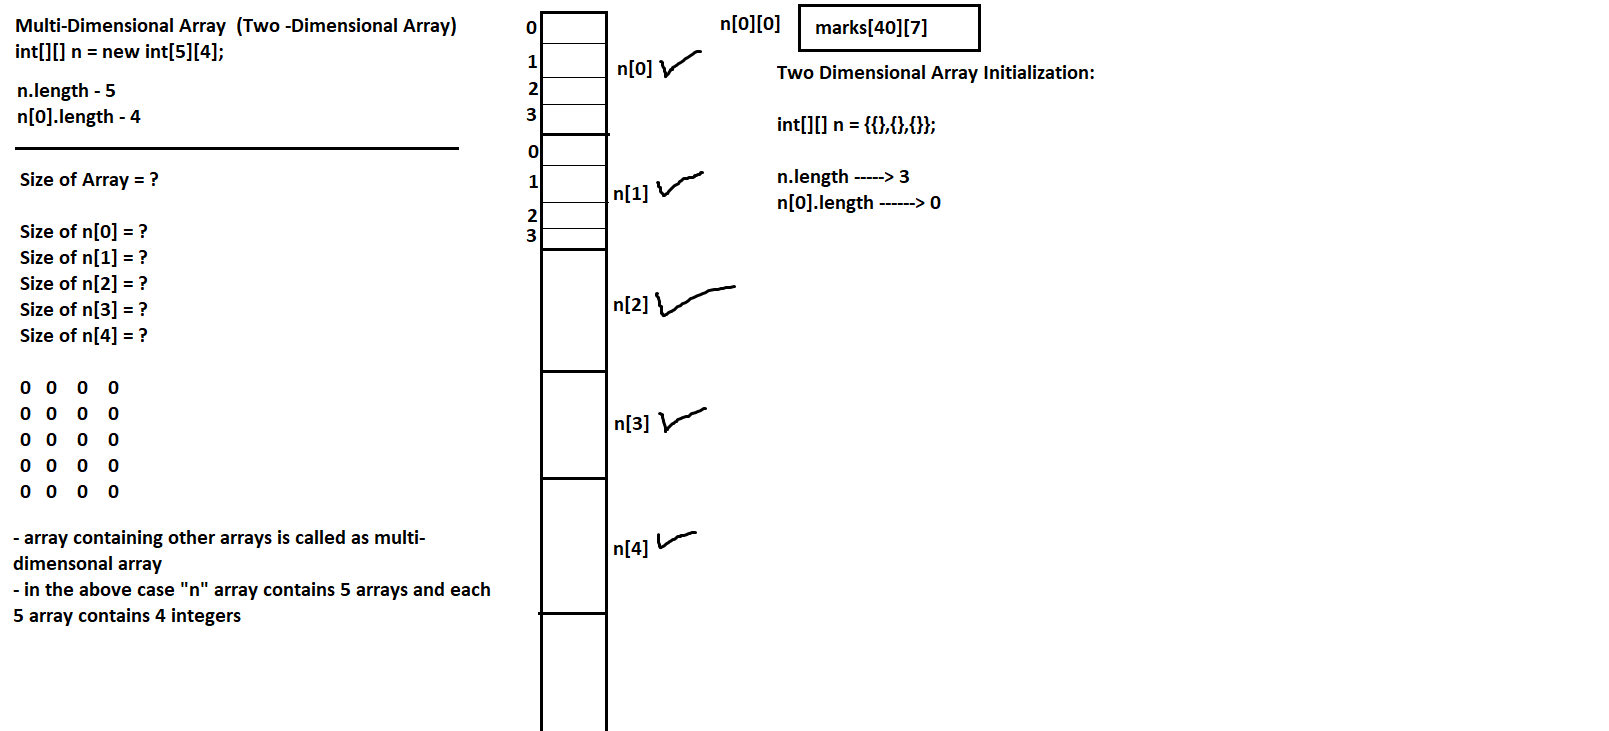 Multi-Dimensional Array  (Two -Dimensional Array)
int[][] n = new int[5][4];
n.length - 5
n[0].length - 4
Size of Array = ?
Size of n[0] = ?
Size of n[1] = ?
Size of n[2] = ?
Size of n[3] = ?
Size of n[4] = ?
0 0 0 0
0 0 0 0
0 0 0 0
0 0 0 0
0 0 0 0
- array containing other arrays is called as multi-
dimensonal array
- in the above case "n" array contains 5 arrays and each
5 array contains 4 integers
0
1
2
3
0
1
2
3
n[0]
n[1]
n[2]
n[3]
n[4]
n[0][0]
marks[40][7]
Two Dimensional Array Initialization:
int[][] n = {{},{},{}};
n.length -----> 3
n[0].length ------> 0